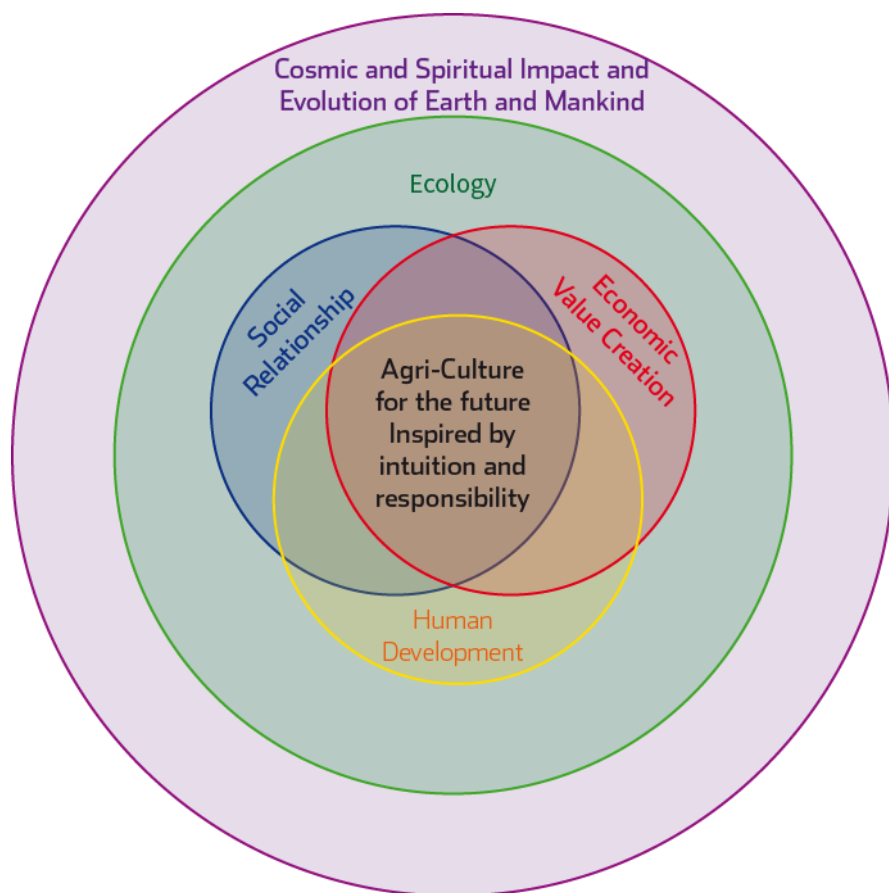 Cosmic and Spiritual Impact and
Evolution of Earth and Mankind
Ecology
Social
Relationship
Economic
Value Creation
Agri-Culture
for the future
Inspired by
intuition and
responsibility
Human
Development